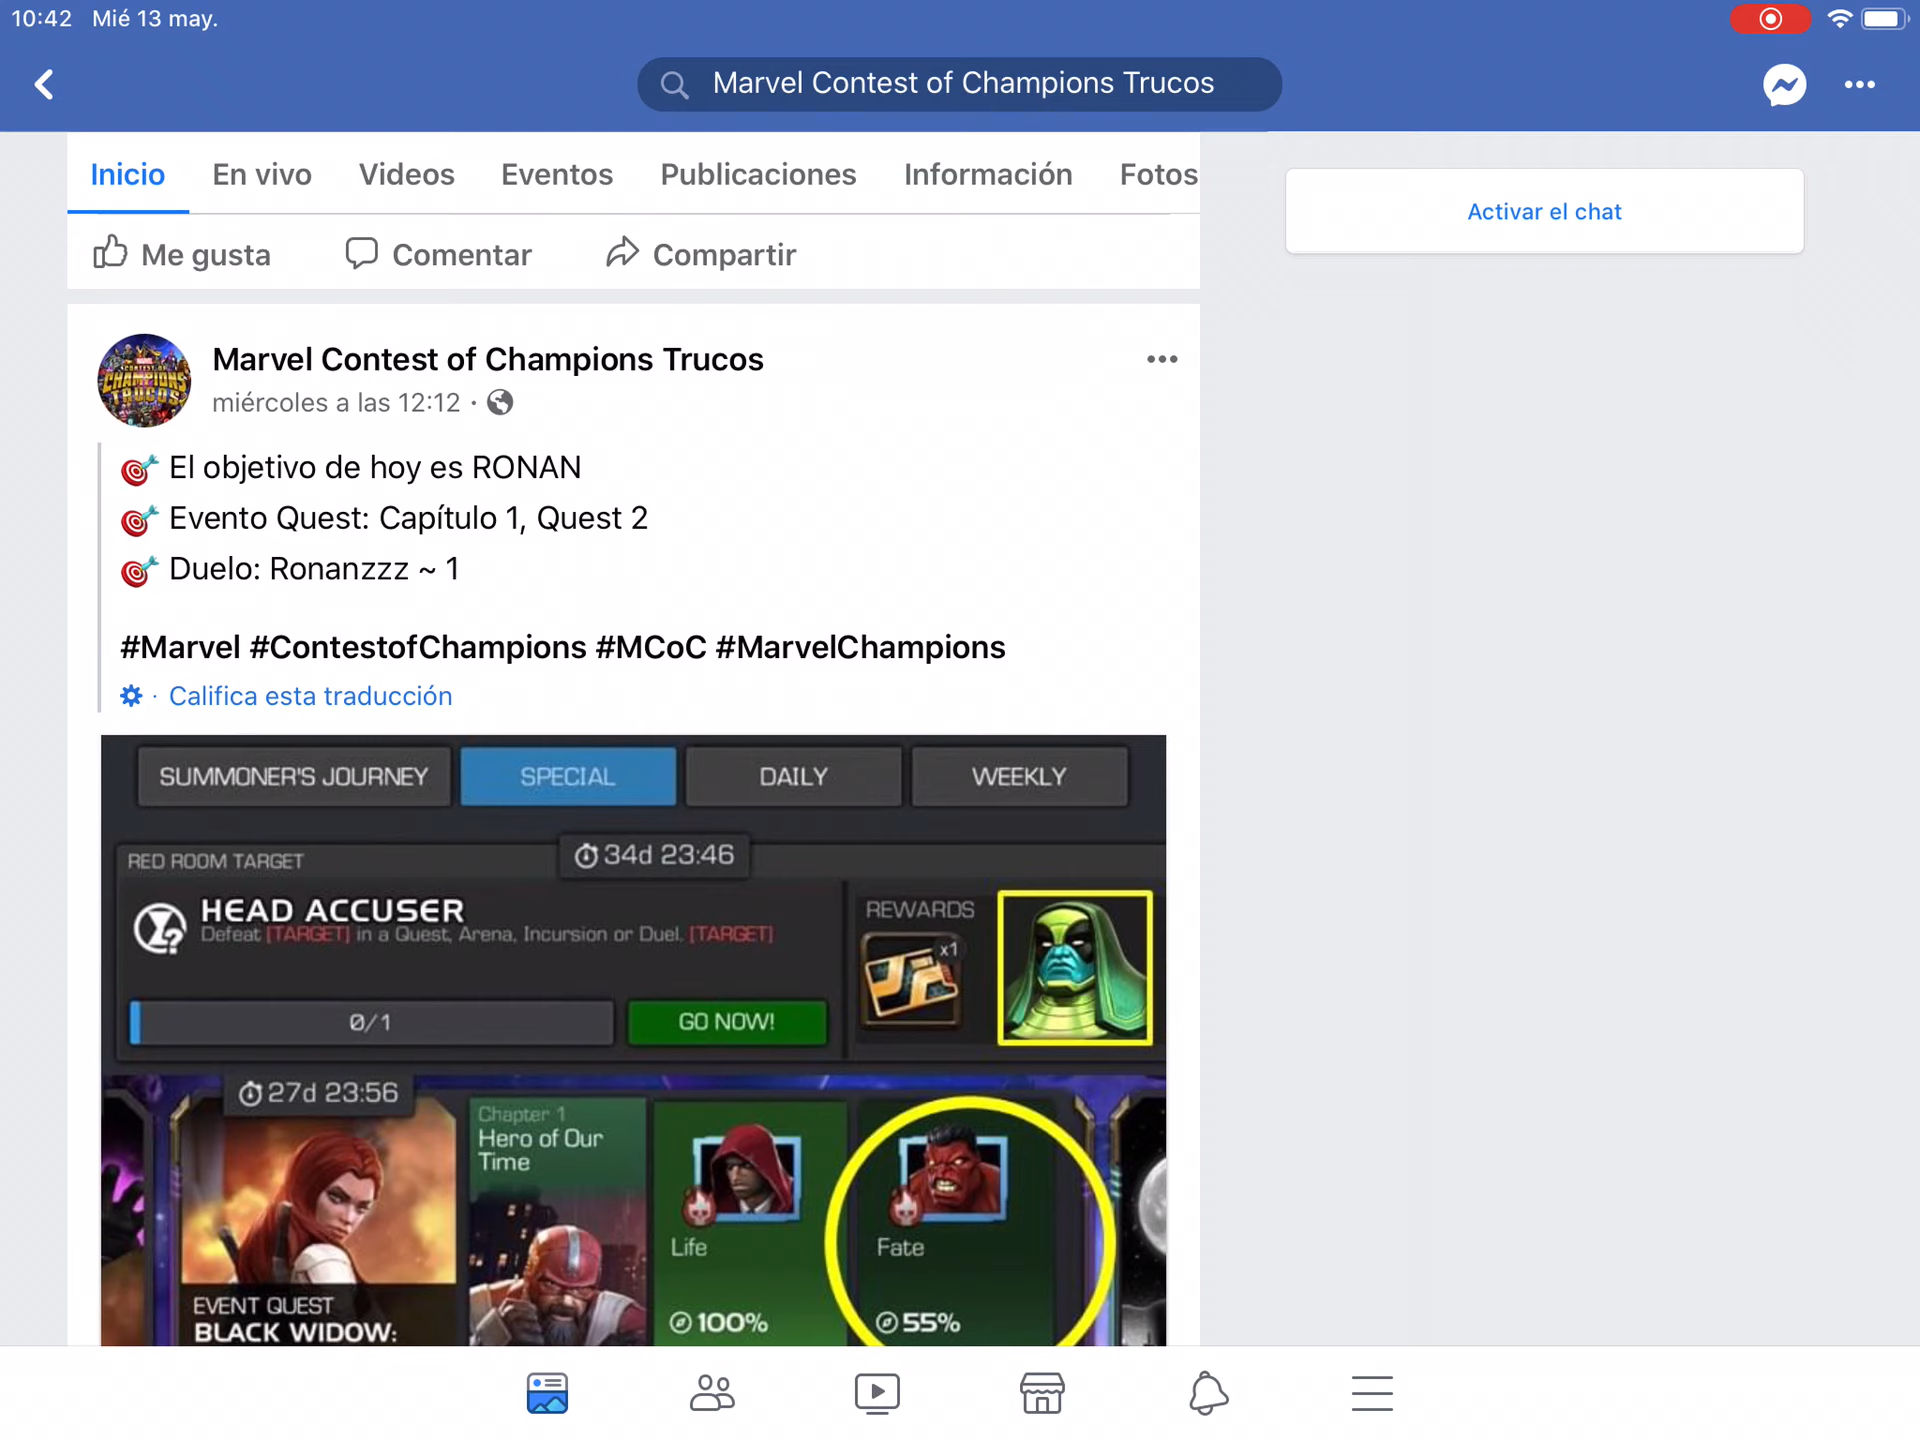 10:42 Mié 13 may.
Marvel Contest of Champions Trucos
Inicio En vivo Videos Eventos Publicaciones Información Fotos
Activar el chat
Me gusta Comentar Compartir
MARVEL
CONTEST OF
CHAMPIONS
TRUCOS
Marvel Contest of Champions Trucos
miércoles a las 12:12 ·
El objetivo de hoy es RONAN
Evento Quest: Capítulo 1, Quest 2
Duelo: Ronanzzz ~ 1
#Marvel #ContestofChampions #MCoC #MarvelChampions
· Califica esta traducción
SUMMONER'S JOURNEY SPECIAL DAILY WEEKLY
34d 23:46
RED ROOM TARGET
HEAD ACCUSER
Defeat [TARGET] in a Quest, Arena, Incursion or Duel. [TARGET]
REWARDS
x1
0/1
GO NOW!
27d 23:56
Chapter 1
Hero of Our
Time
Life
Fate
100%
55%
EVENT QUEST
BLACK WIDOW: